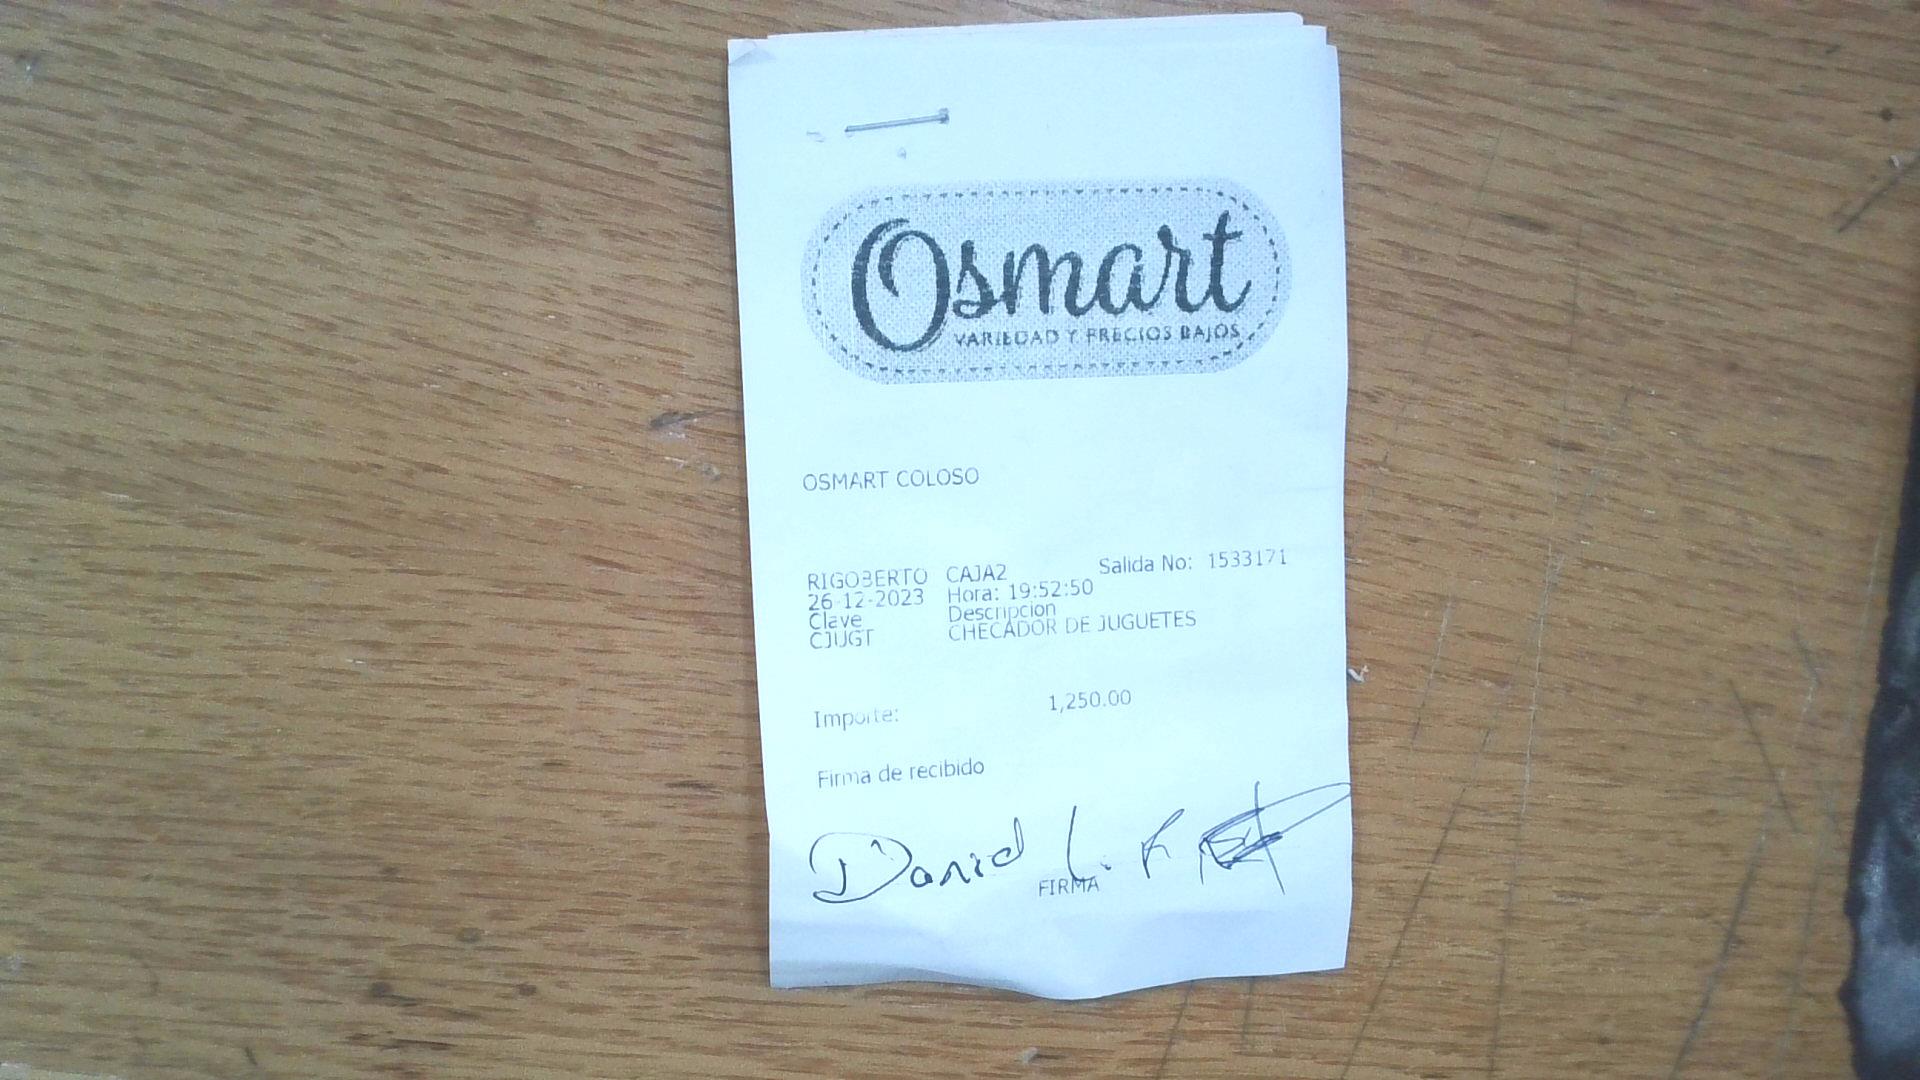 Osmart
VARIEDAD Y PRECIOS BAJOS
OSMART COLOSO
RIGOBERTO CAJA2 Salida No: 1533171
26-12-2023 Hora: 19:52:50
Clave Descripcion
CJUGT CHECADOR DE JUGUETES
Importe: 1,250.00
Firma de recibido
Daniel L.
FIRMA